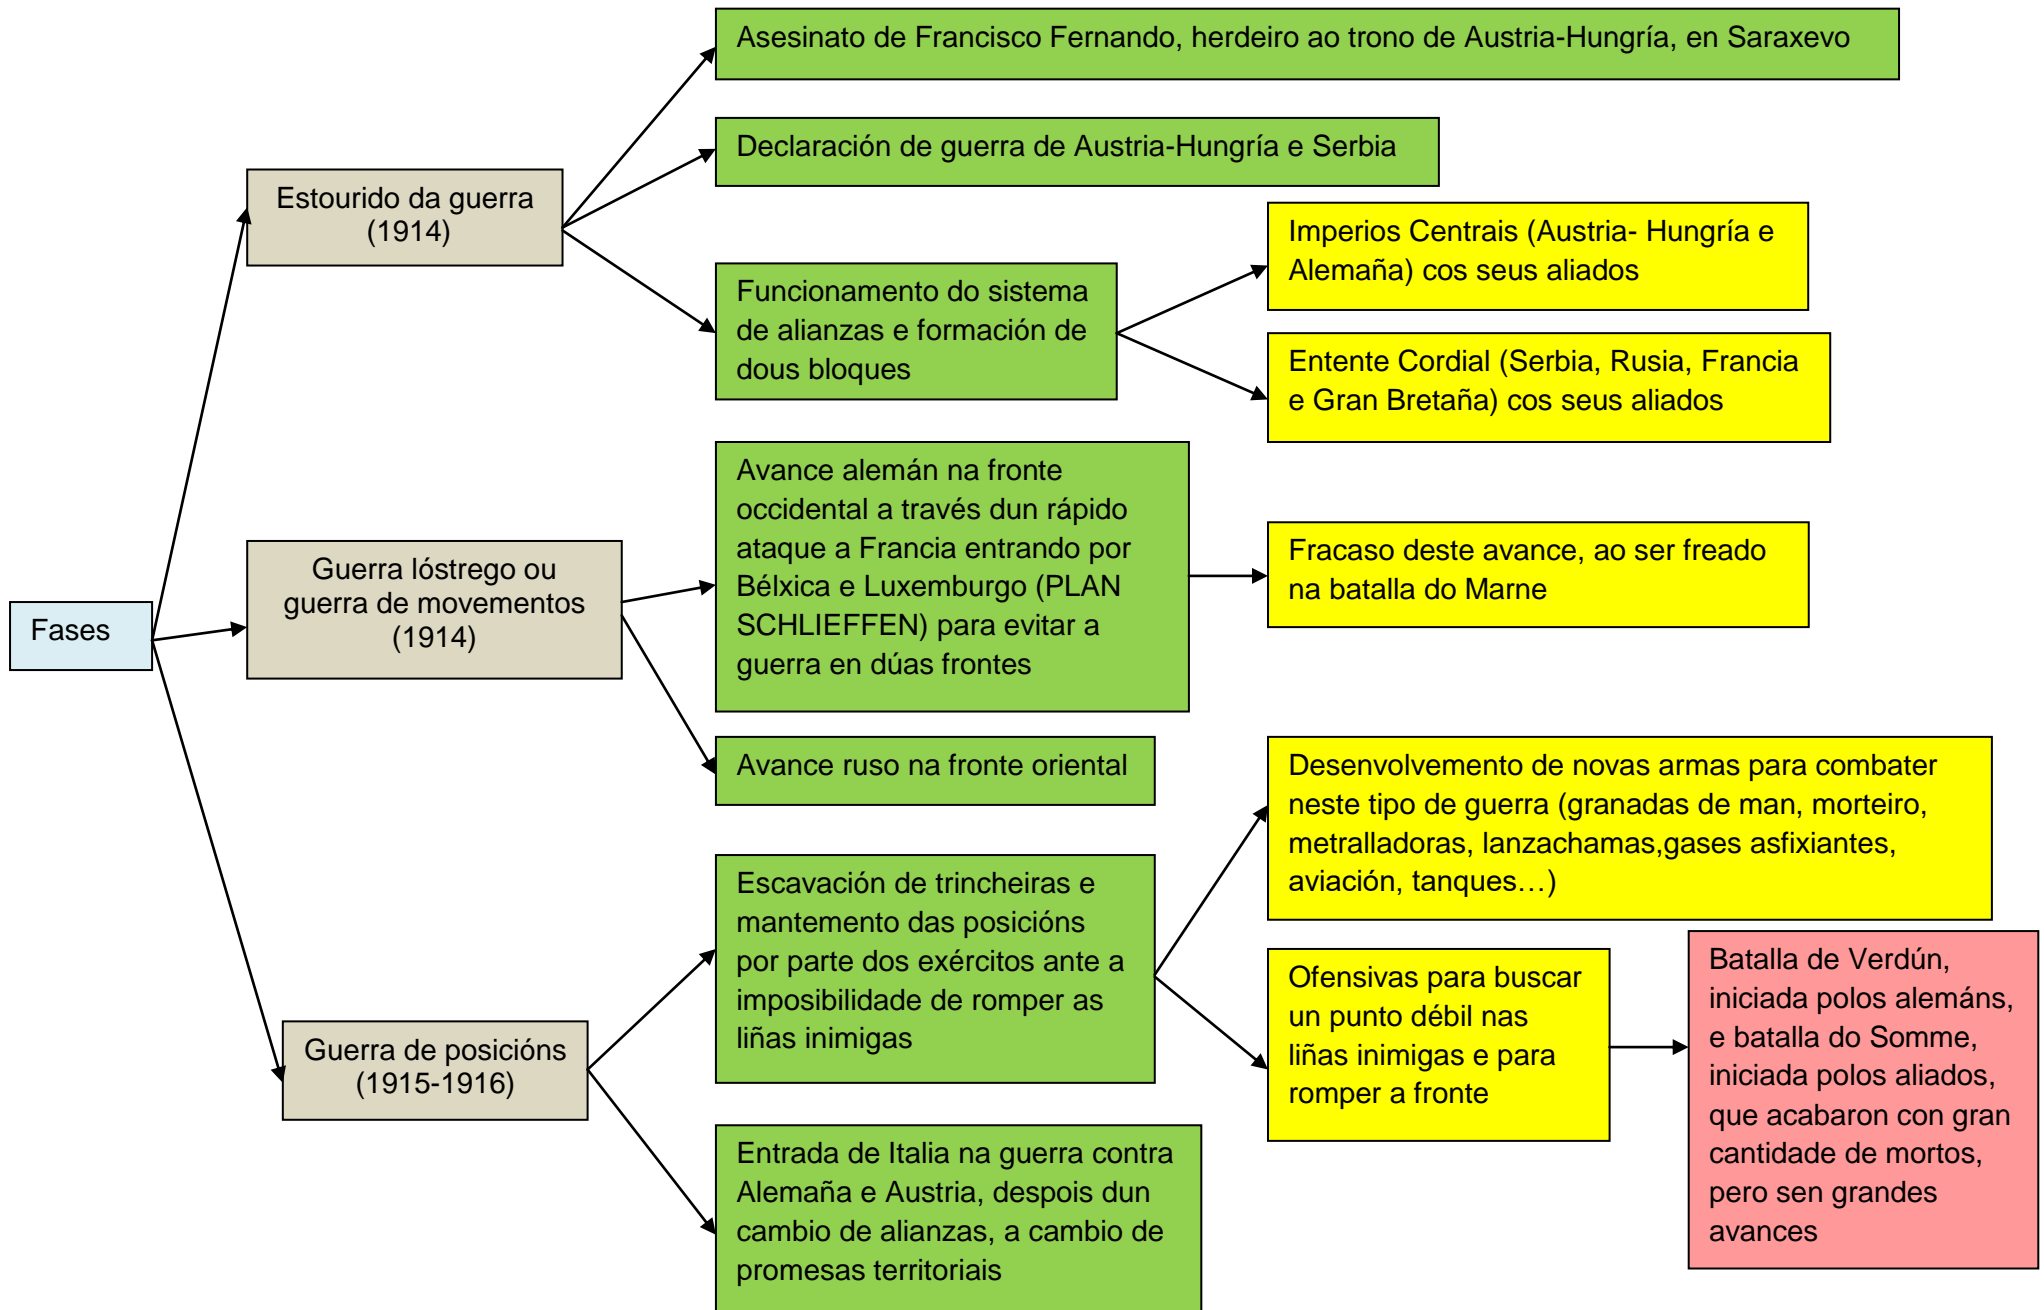 Fases
Estourido da guerra
(1914)
Asesinato de Francisco Fernando, herdeiro ao trono de Austria-Hungría, en Saraxevo
Declaración de guerra de Austria-Hungría e Serbia
Funcionamento do sistema
de alianzas e formación de
dous bloques
Imperios Centrais (Austria- Hungría e
Alemaña) cos seus aliados
Entente Cordial (Serbia, Rusia, Francia
e Gran Bretaña) cos seus aliados
Guerra lóstrego ou
guerra de movementos
(1914)
Avance alemán na fronte
occidental a través dun rápido
ataque a Francia entrando por
Bélxica e Luxemburgo (PLAN
SCHLIEFFEN) para evitar a
guerra en dúas frontes
Fracaso deste avance, ao ser freado
na batalla do Marne
Avance ruso na fronte oriental
Guerra de posicións
(1915-1916)
Escavación de trincheiras e
mantemento das posicións
por parte dos exércitos ante a
imposibilidade de romper as
liñas inimigas
Desenvolvemento de novas armas para combater
neste tipo de guerra (granadas de man, morteiro,
metralladoras, lanzachamas,gases asfixiantes,
aviación, tanques…)
Ofensivas para buscar
un punto débil nas
liñas inimigas e para
romper a fronte
Batalla de Verdún,
iniciada polos alemáns,
e batalla do Somme,
iniciada polos aliados,
que acabaron con gran
cantidade de mortos,
pero sen grandes
avances
Entrada de Italia na guerra contra
Alemaña e Austria, despois dun
cambio de alianzas, a cambio de
promesas territoriais